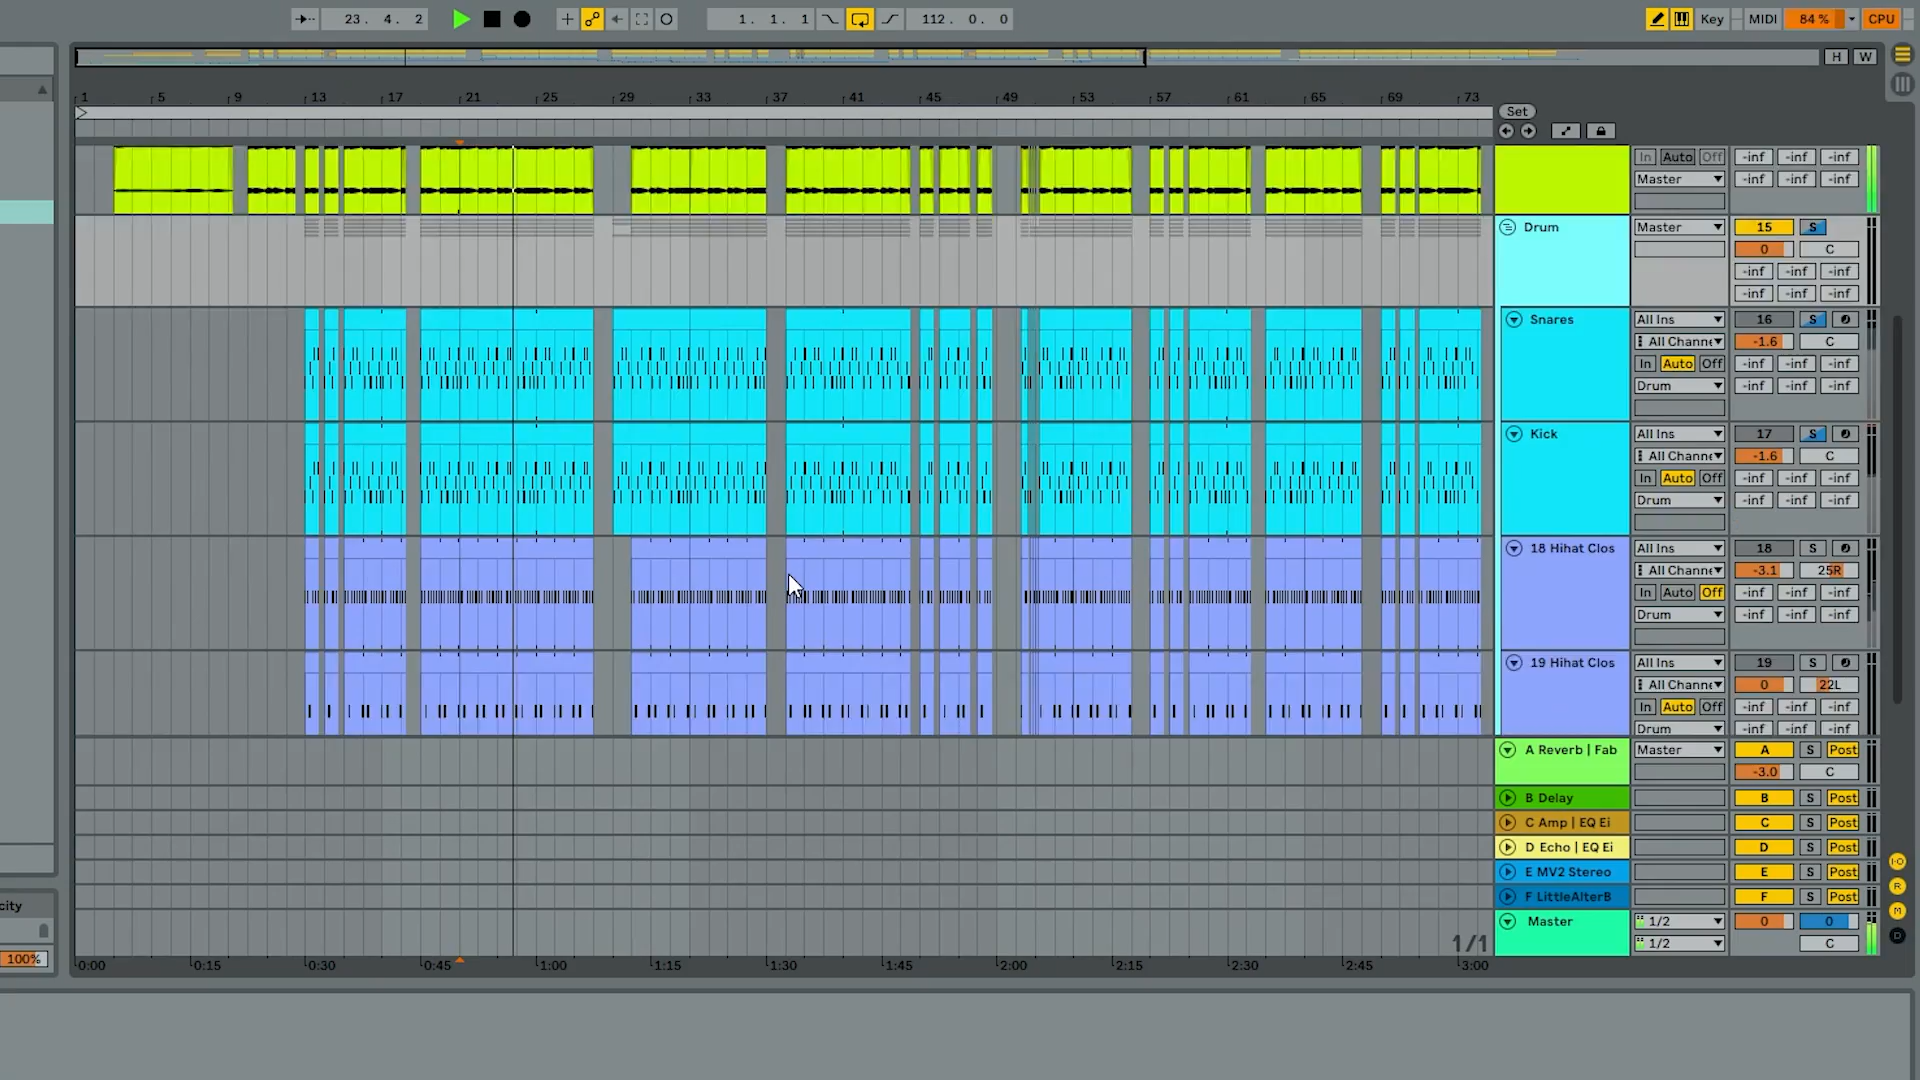 23. 4. 2
1. 1. 1
112. 0. 0
Key
MIDI
84 %
CPU
H
W
1 5 9 13 17 21 25 29 33 37 41 45 49 53 57 61 65 69 73
Set
In Auto Off -inf -inf -inf
Master -inf -inf -inf
Drum Master 15 S
0 C
-inf -inf -inf
-inf -inf -inf
Snares All Ins 16 S
All Channe -1.6 C
In Auto Off -inf -inf -inf
Drum -inf -inf -inf
Kick All Ins 17 S
All Channe -1.6 C
In Auto Off -inf -inf -inf
Drum -inf -inf -inf
18 Hihat Clos All Ins 18 S
All Channe -3.1 25R
In Auto Off -inf -inf -inf
Drum -inf -inf -inf
19 Hihat Clos All Ins 19 S
All Channe 0 22L
In Auto Off -inf -inf -inf
Drum -inf -inf -inf
A Reverb | Fab Master A S Post
-3.0 C
B Delay B S Post
C Amp | EQ Ei C S Post
D Echo | EQ Ei D S Post
E MV2 Stereo E S Post
F LittleAlterB F S Post
Master 1/2 0 0
1/2 C
I-O
R
M
D
city
100%
1/1
0:00 0:15 0:30 0:45 1:00 1:15 1:30 1:45 2:00 2:15 2:30 2:45 3:00